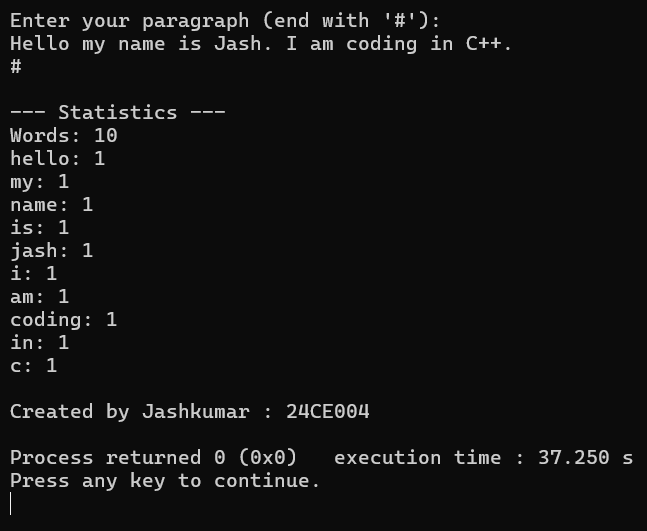 Enter your paragraph (end with '#'):
Hello my name is Jash. I am coding in C++.
#
--- Statistics ---
Words: 10
hello: 1
my: 1
name: 1
is: 1
jash: 1
i: 1
am: 1
coding: 1
in: 1
c: 1
Created by Jashkumar : 24CE004
Process returned 0 (0x0)   execution time : 37.250 s
Press any key to continue.